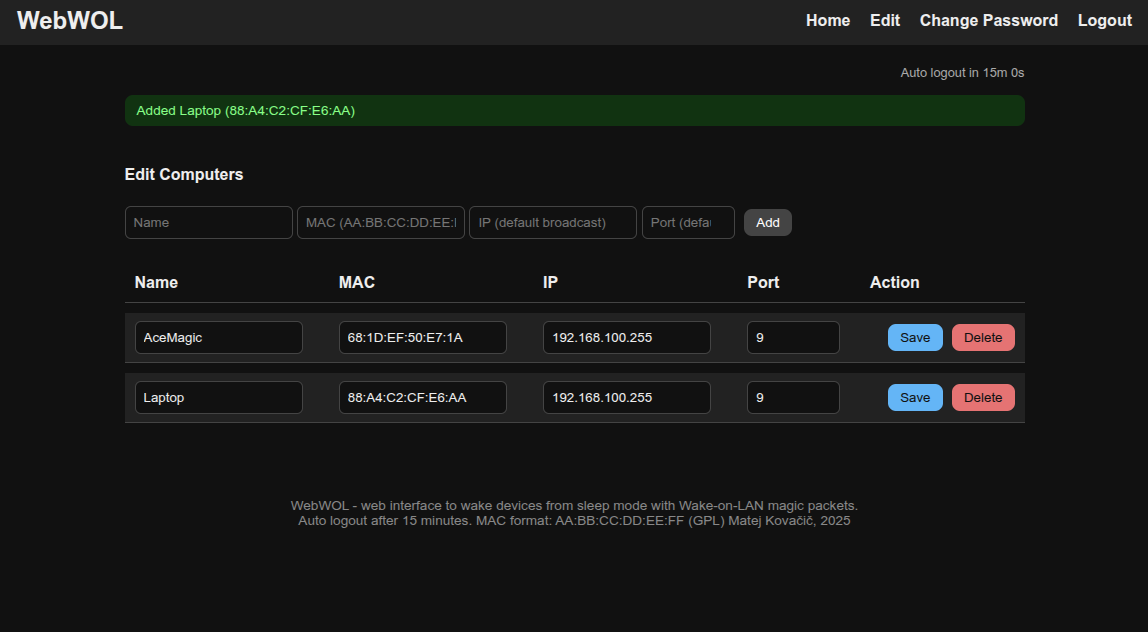 WebWOL
Home Edit Change Password Logout
Auto logout in 15m 0s
Added Laptop (88:A4:C2:CF:E6:AA)
Edit Computers
Name MAC (AA:BB:CC:DD:EE: IP (default broadcast) Port (defau Add
Name MAC IP Port Action
AceMagic 68:1D:EF:50:E7:1A 192.168.100.255 9 Save Delete
Laptop 88:A4:C2:CF:E6:AA 192.168.100.255 9 Save Delete
WebWOL - web interface to wake devices from sleep mode with Wake-on-LAN magic packets.
Auto logout after 15 minutes. MAC format: AA:BB:CC:DD:EE:FF (GPL) Matej Kovačič, 2025